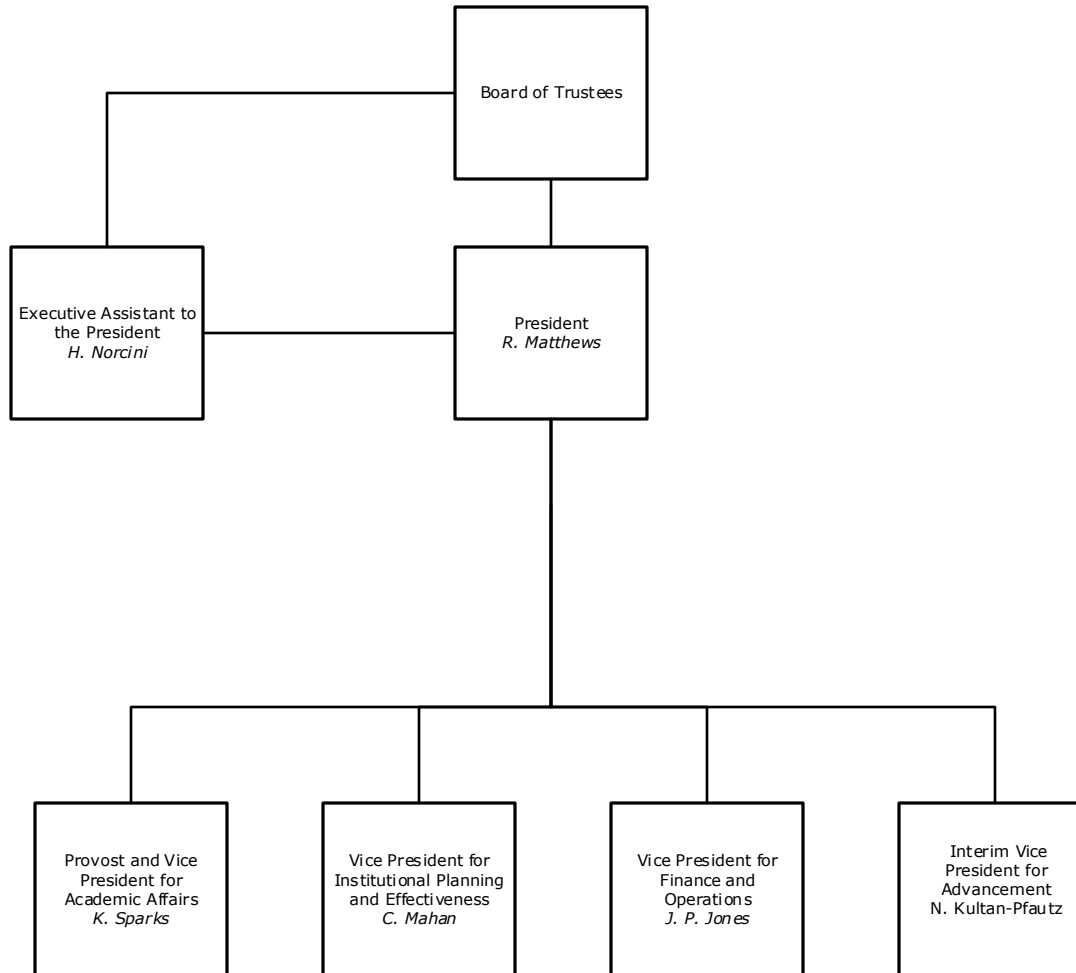 Board of Trustees
Executive Assistant to
the President
H. Norcini
President
R. Matthews
Provost and Vice
President for
Academic Affairs
K. Sparks
Vice President for
Institutional Planning
and Effectiveness
C. Mahan
Vice President for
Finance and
Operations
J. P. Jones
Interim Vice
President for
Advancement
N. Kultan-Pfautz